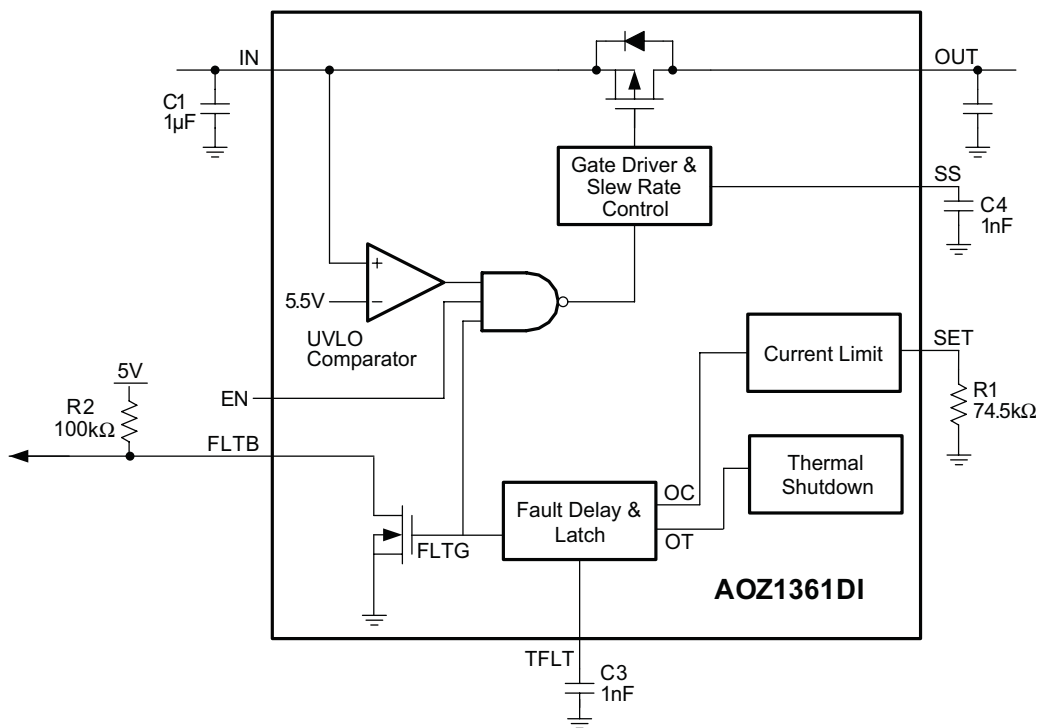 IN
OUT
C1
1µF
Gate Driver &
Slew Rate
Control
SS
C4
1nF
+
5.5V
−
UVLO
Comparator
Current Limit
SET
R1
74.5kΩ
5V
R2
100kΩ
EN
FLTB
Thermal
Shutdown
Fault Delay &
Latch
OC
OT
FLTG
AOZ1361DI
TFLT
C3
1nF